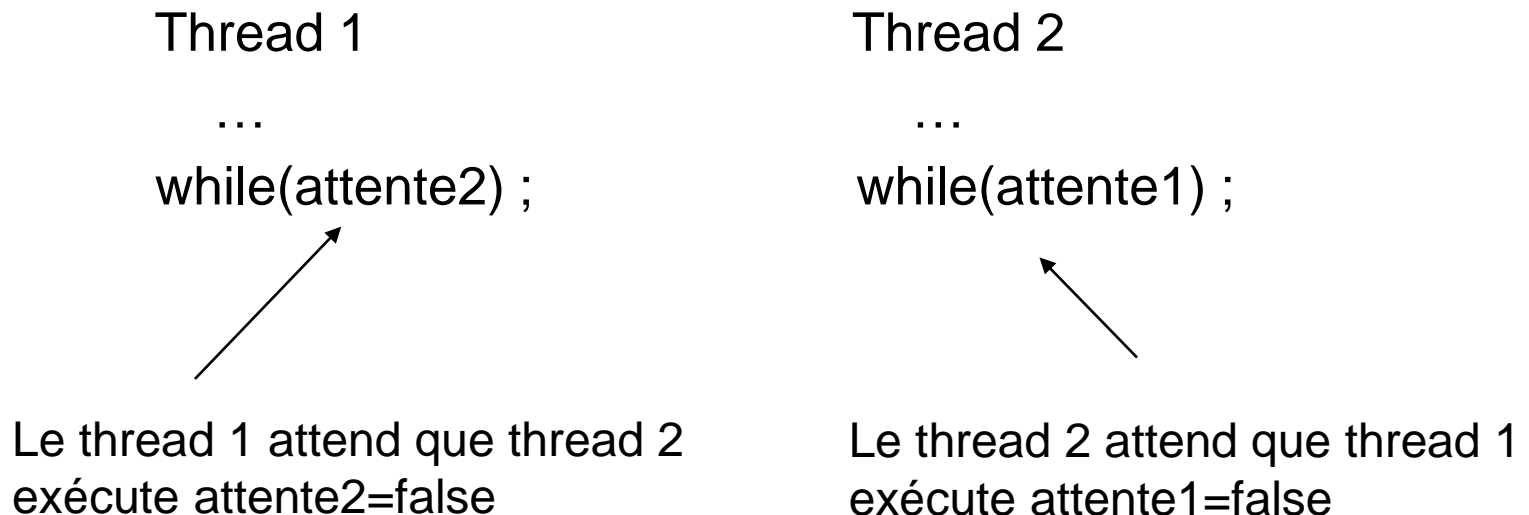 Thread 1
…
while(attente2) ;
Le thread 1 attend que thread 2
exécute attente2=false
Thread 2
…
while(attente1) ;
Le thread 2 attend que thread 1
exécute attente1=false